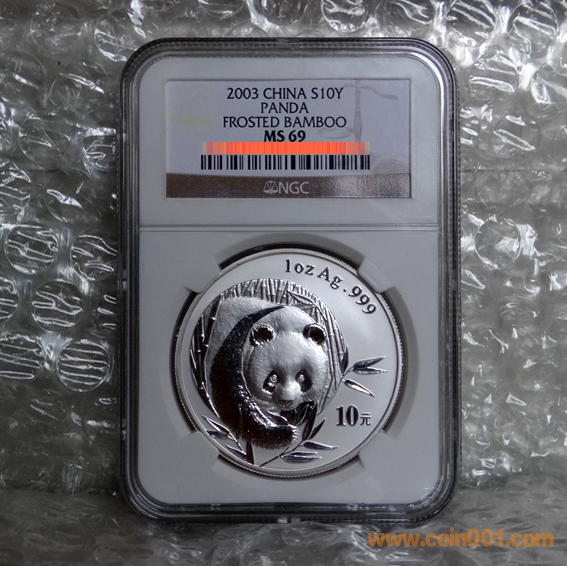 2003 CHINA S10Y
PANDA
FROSTED BAMBOO
MS 69
NGC
1oz Ag .999
10元
www.coin001.com